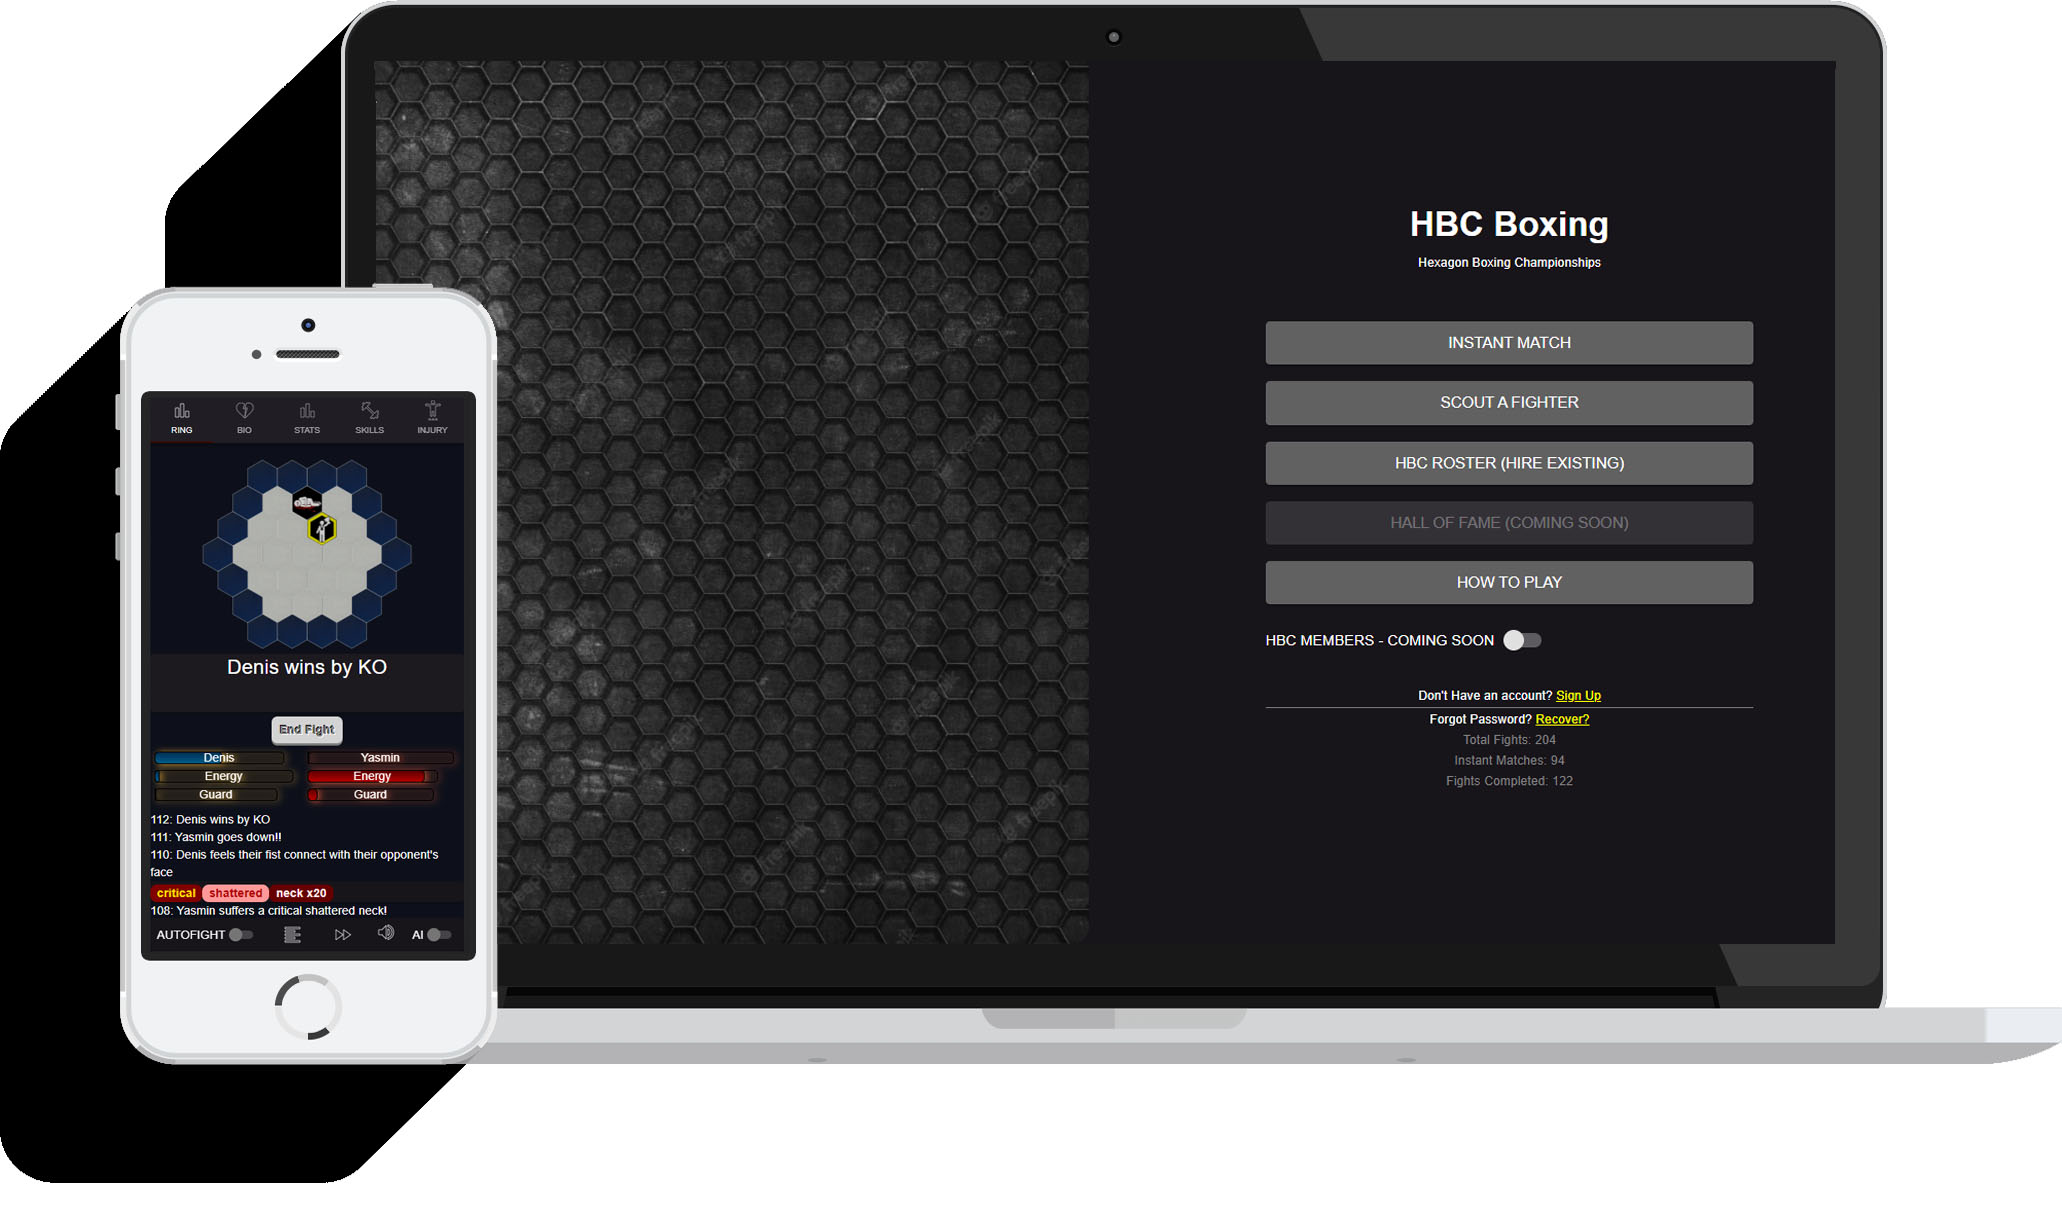 HBC Boxing
Hexagon Boxing Championships
INSTANT MATCH
SCOUT A FIGHTER
HBC ROSTER (HIRE EXISTING)
HALL OF FAME (COMING SOON)
HOW TO PLAY
HBC MEMBERS - COMING SOON
Don't Have an account? Sign Up
Forgot Password? Recover?
Total Fights: 204
Instant Matches: 94
Fights Completed: 122
RING BIO STATS SKILLS INJURY
Denis wins by KO
End Fight
Denis Yasmin
Energy Energy
Guard Guard
112: Denis wins by KO
111: Yasmin goes down!!
110: Denis feels their fist connect with their opponent's
face
critical shattered neck x20
108: Yasmin suffers a critical shattered neck!
AUTOFIGHT AI